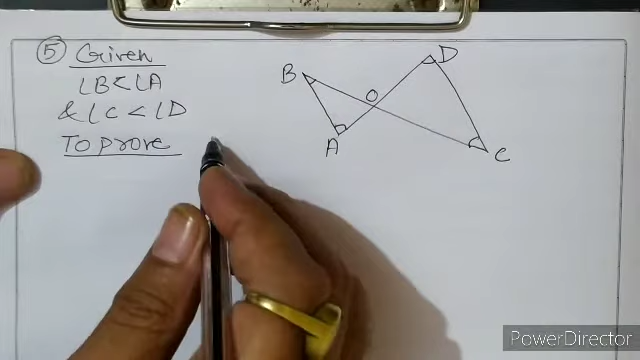 ⑤ Given
∠B<∠A
& ∠C < ∠D
To prove
B
O
D
A
C
PowerDirector